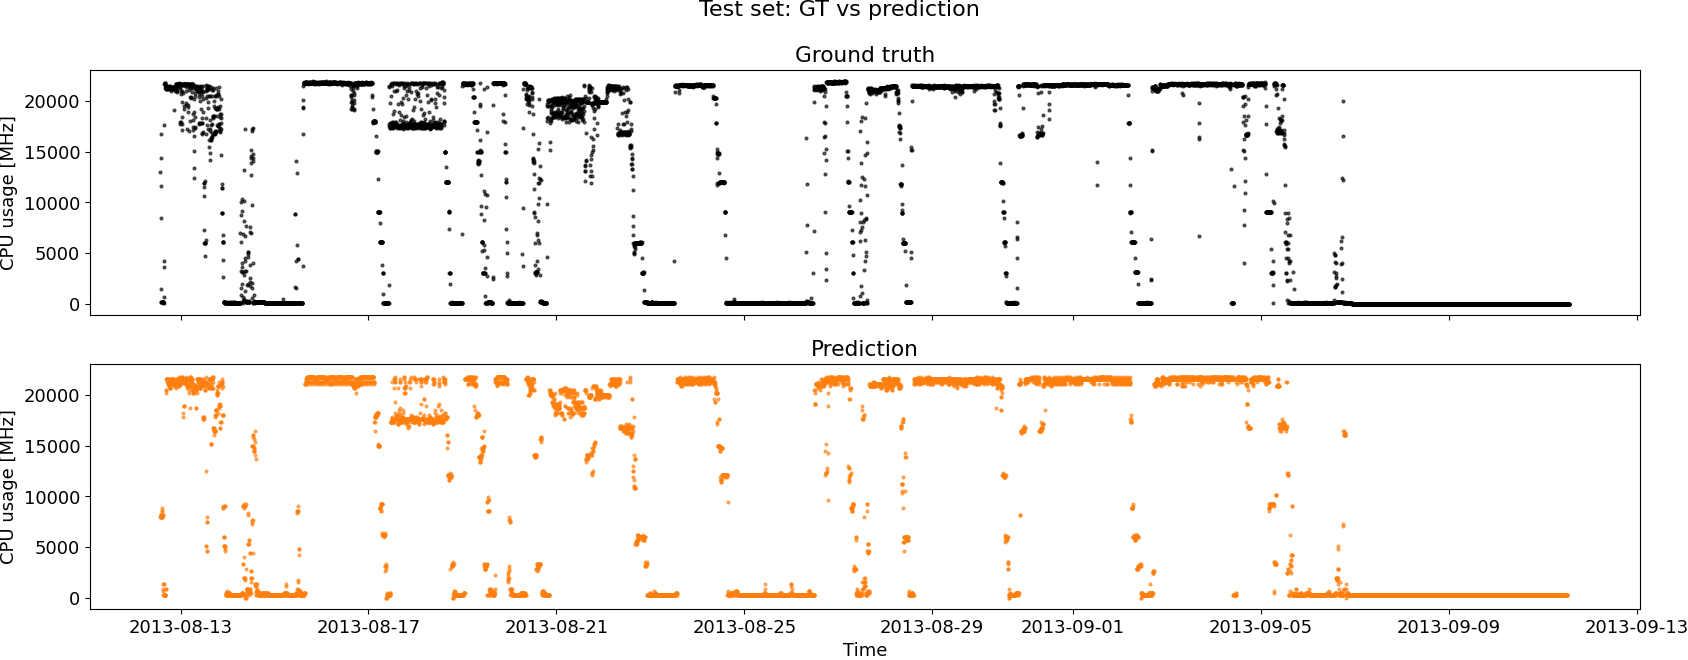 Test set: GT vs prediction
Ground truth
CPU usage [MHz]
20000
15000
10000
5000
0
Prediction
CPU usage [MHz]
20000
15000
10000
5000
0
2013-08-13 2013-08-17 2013-08-21 2013-08-25 2013-08-29 2013-09-01 2013-09-05 2013-09-09 2013-09-13
Time